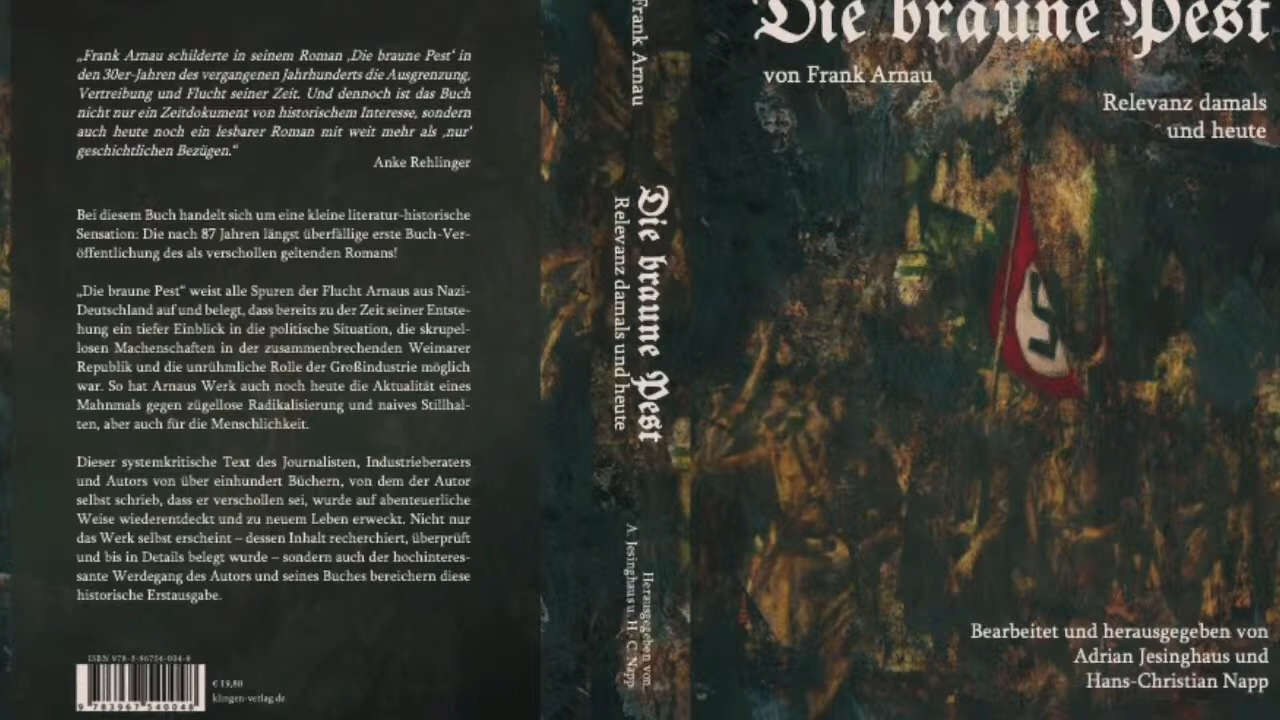 „Frank Arnau schilderte in seinem Roman ‚Die braune Pest‘ in
den 30er-Jahren des vergangenen Jahrhunderts die Ausgrenzung,
Vertreibung und Flucht seiner Zeit. Und dennoch ist das Buch
nicht nur ein Zeitdokument von historischem Interesse, sondern
auch heute noch ein lesbarer Roman mit weit mehr als ‚nur‘
geschichtlichen Bezügen.“
Anke Rehlinger
Bei diesem Buch handelt sich um eine kleine literatur-historische
Sensation: Die nach 87 Jahren längst überfällige erste Buch-Ver-
öffentlichung des als verschollen geltenden Romans!
„Die braune Pest“ weist alle Spuren der Flucht Arnaus aus Nazi-
Deutschland auf und belegt, dass bereits zu der Zeit seiner Entste-
hung ein tiefer Einblick in die politische Situation, die skrupel-
losen Machenschaften in der zusammenbrechenden Weimarer
Republik und die unrühmliche Rolle der Großindustrie möglich
war. So hat Arnaus Werk auch noch heute die Aktualität eines
Mahnmals gegen zügellose Radikalisierung und naives Stillhal-
ten, aber auch für die Menschlichkeit.
Dieser systemkritische Text des Journalisten, Industrieberaters
und Autors von über einhundert Büchern, von dem der Autor
selbst schrieb, dass er verschollen sei, wurde auf abenteuerliche
Weise wiederentdeckt und zu neuem Leben erweckt. Nicht nur
das Werk selbst erscheint – dessen Inhalt recherchiert, überprüft
und bis in Details belegt wurde – sondern auch der hochinteres-
sante Werdegang des Autors und seines Buches bereichern diese
historische Erstausgabe.
ISBN 978-3-96754-004-8
9 783967 540048
€ 19,80
klingen-verlag.de
Frank Arnau
Die braune Pest
Relevanz damals und heute
Herausgegeben von
A. Jesinghaus u. H. C. Napp
Die braune Pest
von Frank Arnau
Relevanz damals
und heute
Bearbeitet und herausgegeben von
Adrian Jesinghaus und
Hans-Christian Napp